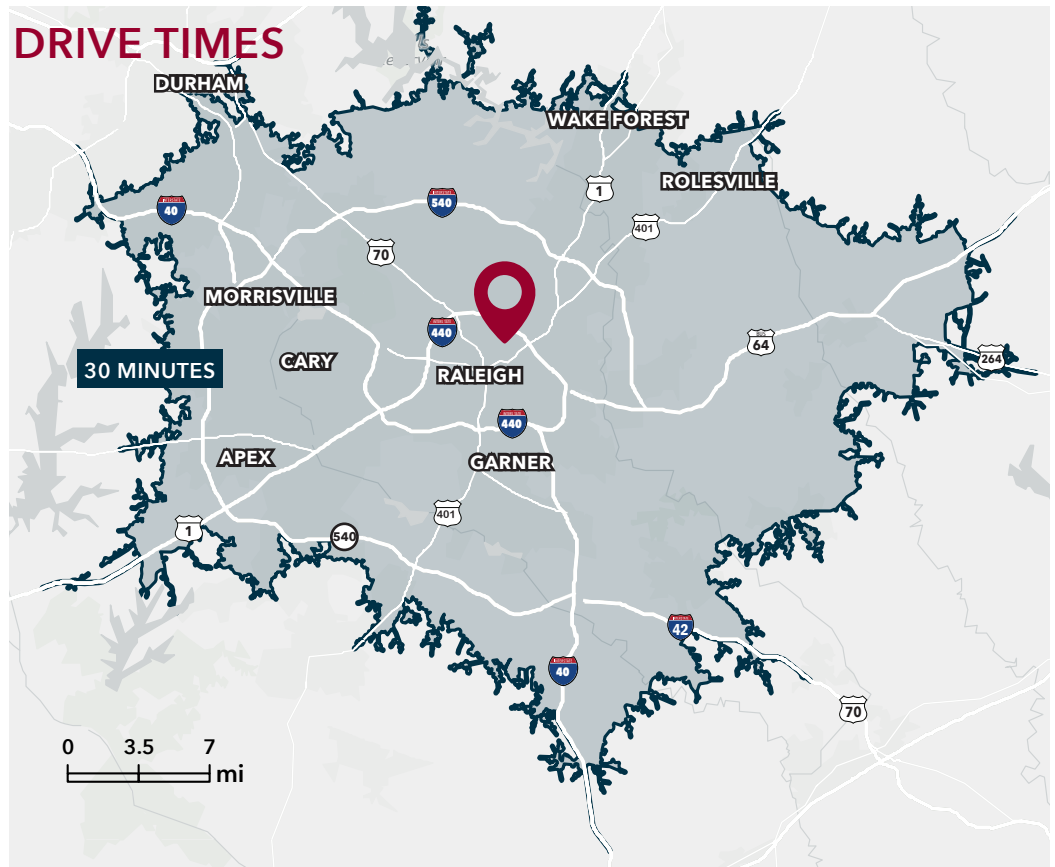 DRIVE TIMES
DURHAM
WAKE FOREST
ROLESVILLE
1
540
40
401
70
MORRISVILLE
440
64
264
30 MINUTES
CARY
RALEIGH
440
APEX
GARNER
401
1
540
42
40
70
0 3.5 7
mi